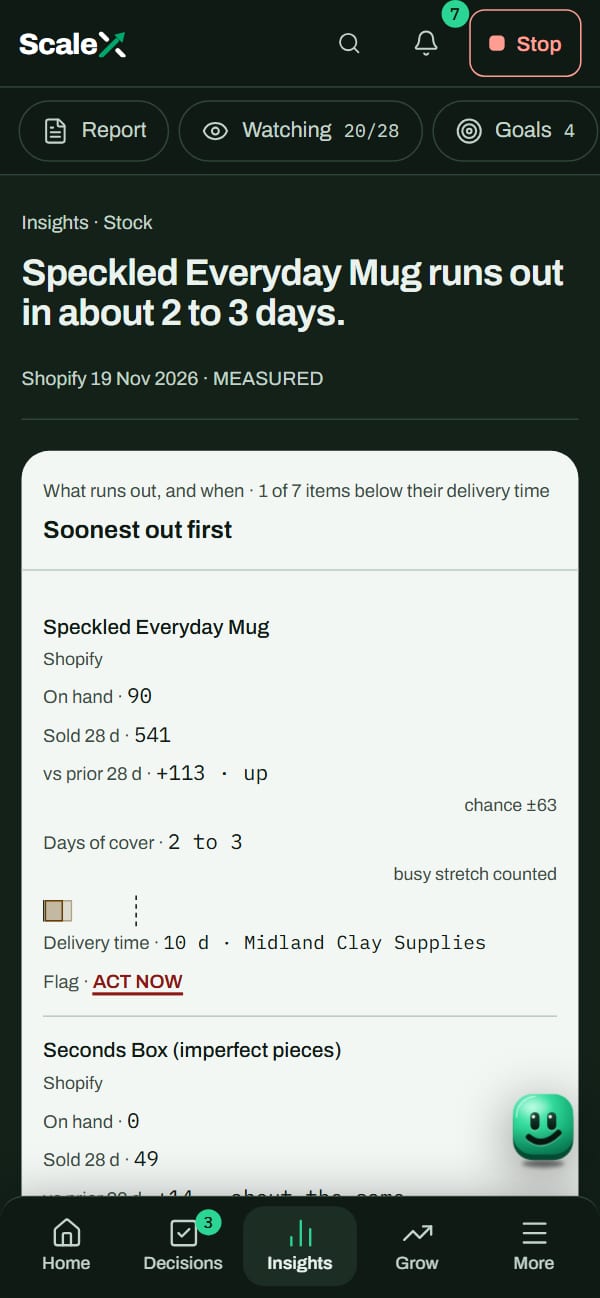 ScaleX
7
Stop
Report
Watching 20/28
Goals 4
Insights · Stock
Speckled Everyday Mug runs out
in about 2 to 3 days.
Shopify 19 Nov 2026 · MEASURED
What runs out, and when · 1 of 7 items below their delivery time
Soonest out first
Speckled Everyday Mug
Shopify
On hand · 90
Sold 28 d · 541
vs prior 28 d · +113 · up
chance ±63
Days of cover · 2 to 3
busy stretch counted
Delivery time · 10 d · Midland Clay Supplies
Flag · ACT NOW
Seconds Box (imperfect pieces)
Shopify
On hand · 0
Sold 28 d · 49
Home
Decisions 3
Insights
Grow
More